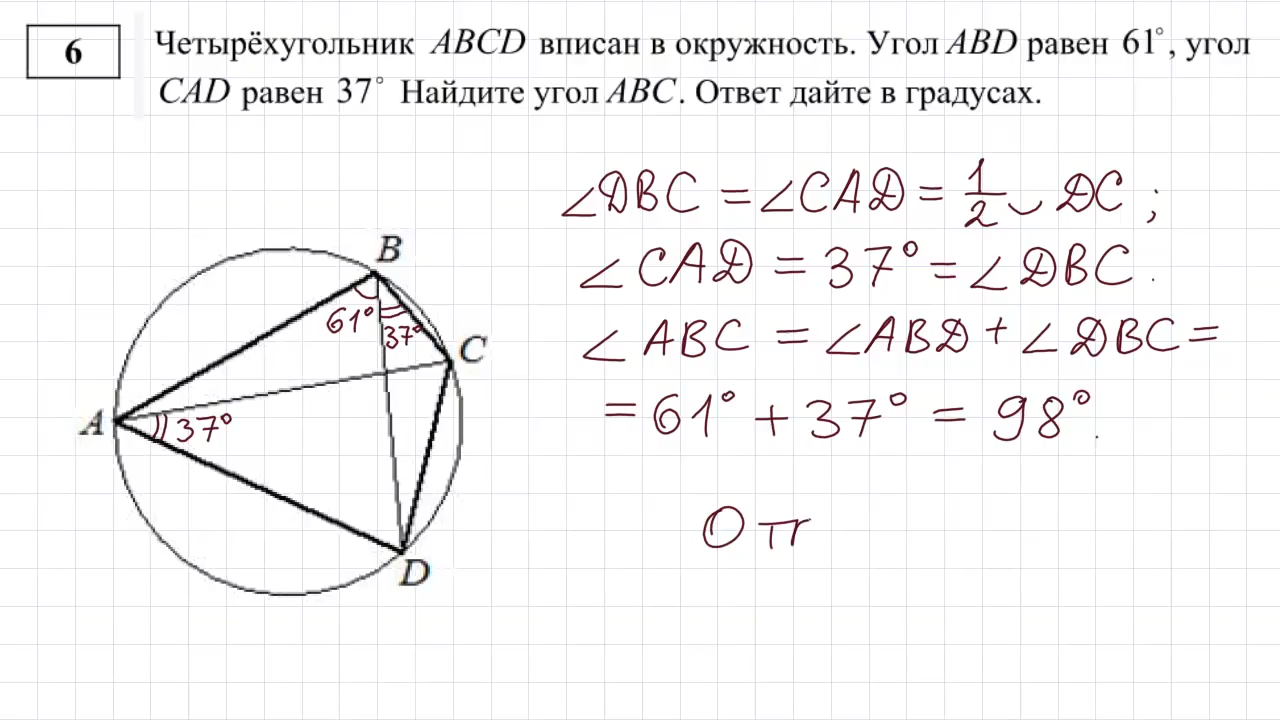 6
Четырёхугольник ABCD вписан в окружность. Угол ABD равен 61°, угол
CAD равен 37° Найдите угол ABC. Ответ дайте в градусах.
∠DBC = ∠CAD = 1/2 ◡ DC ;
∠CAD = 37° = ∠DBC .
∠ABC = ∠ABD + ∠DBC =
= 61° + 37° = 98° .
От
B
61°
37°
C
A
37°
D